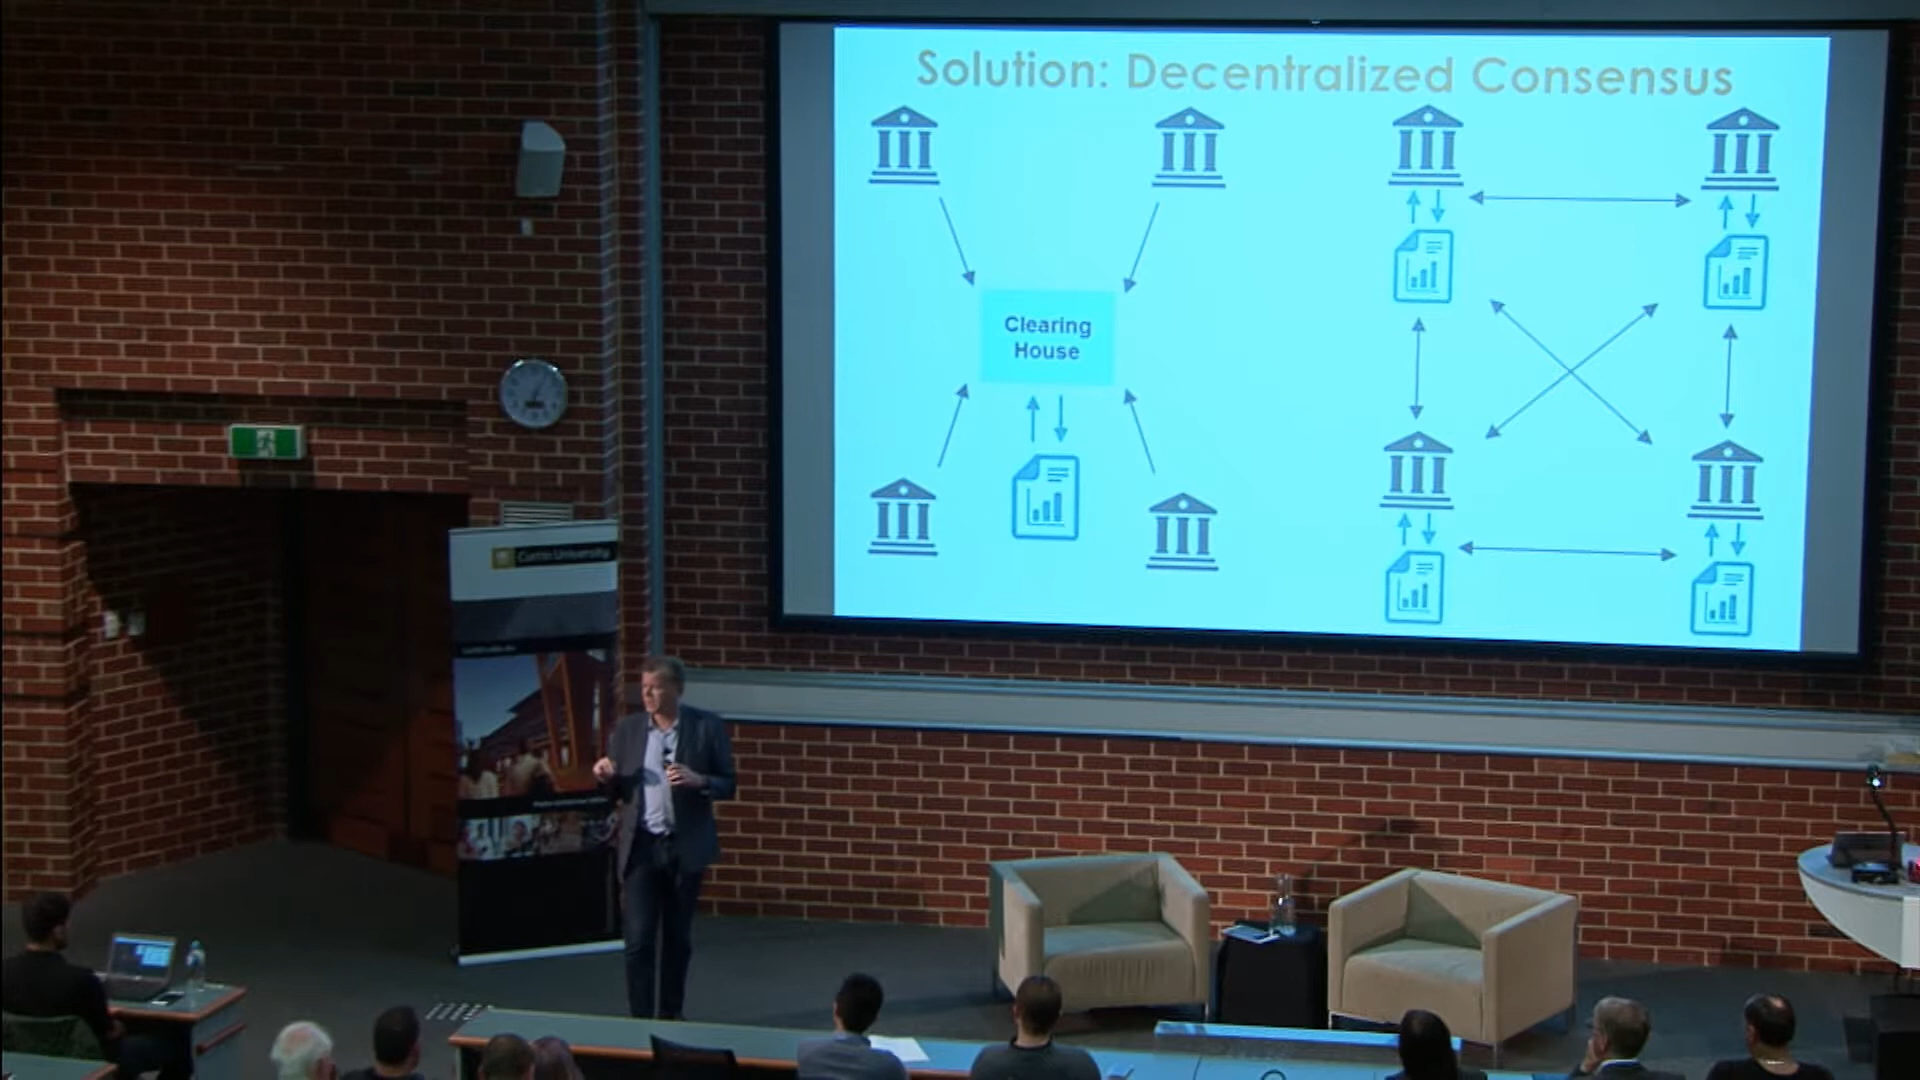 Solution: Decentralized Consensus
Clearing
House
Curtin University